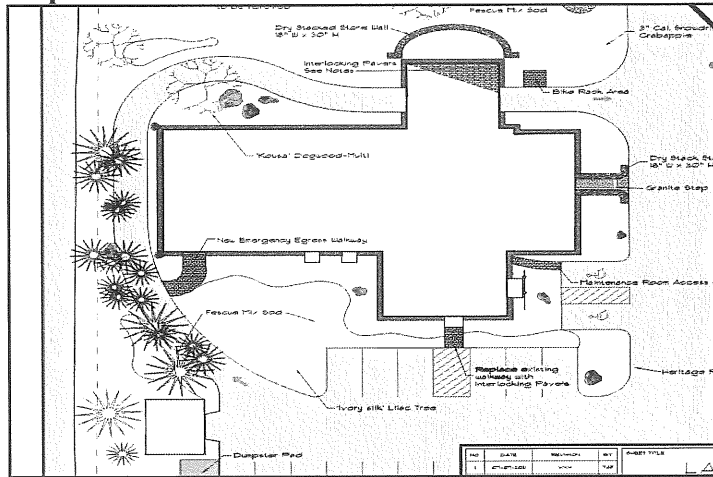 Fescue Mix Sod
Dry Stacked Stone Wall
18" W x 30" H
3" Cal. Snowdr
Crabapple
Interlocking Pavers
See Notes
Bike Rack Area
'Kousa' Dogwood-Multi
Dry Stack St
18" W x 30" H
Granite Step
New Emergency Egress Walkway
Maintenance Room Access
Fescue Mix Sod
Replace existing
walkway with
Interlocking Pavers
Heritage R
'Ivory silk' Lilac Tree
Dumpster Pad
NO DATE REVISION BY SHEET TITLE
1
L